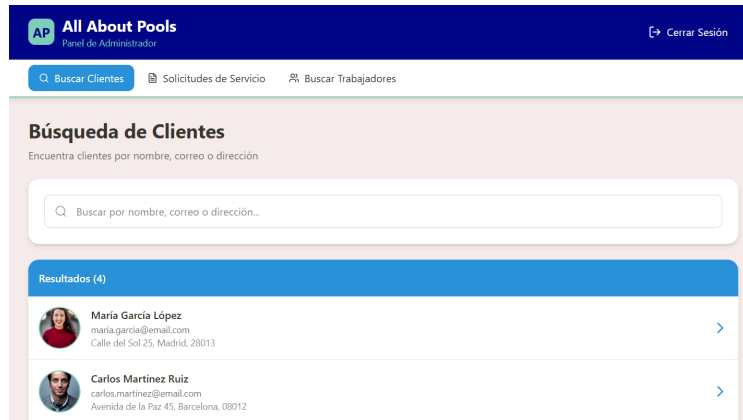 AP
All About Pools
Panel de Administrador
Cerrar Sesión
Buscar Clientes
Solicitudes de Servicio
Buscar Trabajadores
Búsqueda de Clientes
Encuentra clientes por nombre, correo o dirección
Buscar por nombre, correo o dirección...
Resultados (4)
María García López
maria.garcia@email.com
Calle del Sol 25, Madrid, 28013
Carlos Martínez Ruiz
carlos.martinez@email.com
Avenida de la Paz 45, Barcelona, 08012